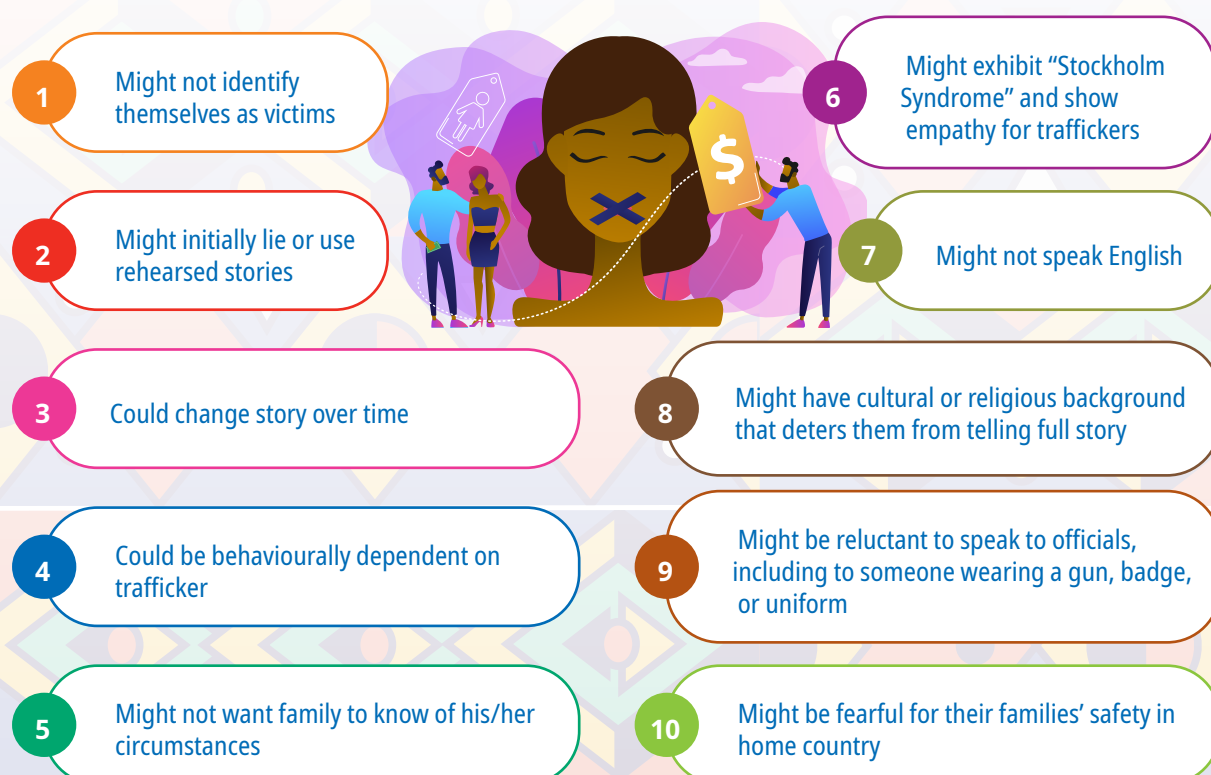 1
Might not identify
themselves as victims
2
Might initially lie or use
rehearsed stories
3
Could change story over time
4
Could be behaviourally dependent on
trafficker
5
Might not want family to know of his/her
circumstances
$
6
Might exhibit “Stockholm
Syndrome” and show
empathy for traffickers
7
Might not speak English
8
Might have cultural or religious background
that deters them from telling full story
9
Might be reluctant to speak to officials,
including to someone wearing a gun, badge,
or uniform
10
Might be fearful for their families’ safety in
home country